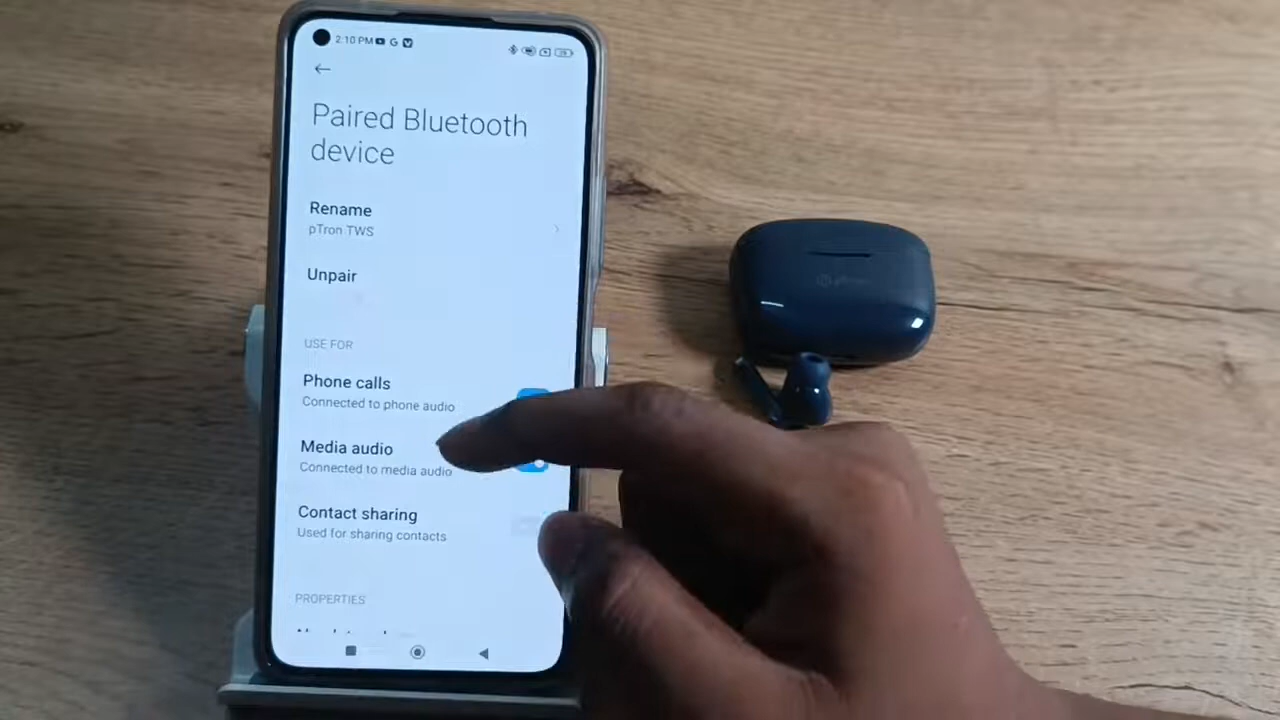 2:10 PM
Paired Bluetooth
device
Rename
pTron TWS
Unpair
USE FOR
Phone calls
Connected to phone audio
Media audio
Connected to media audio
Contact sharing
Used for sharing contacts
PROPERTIES